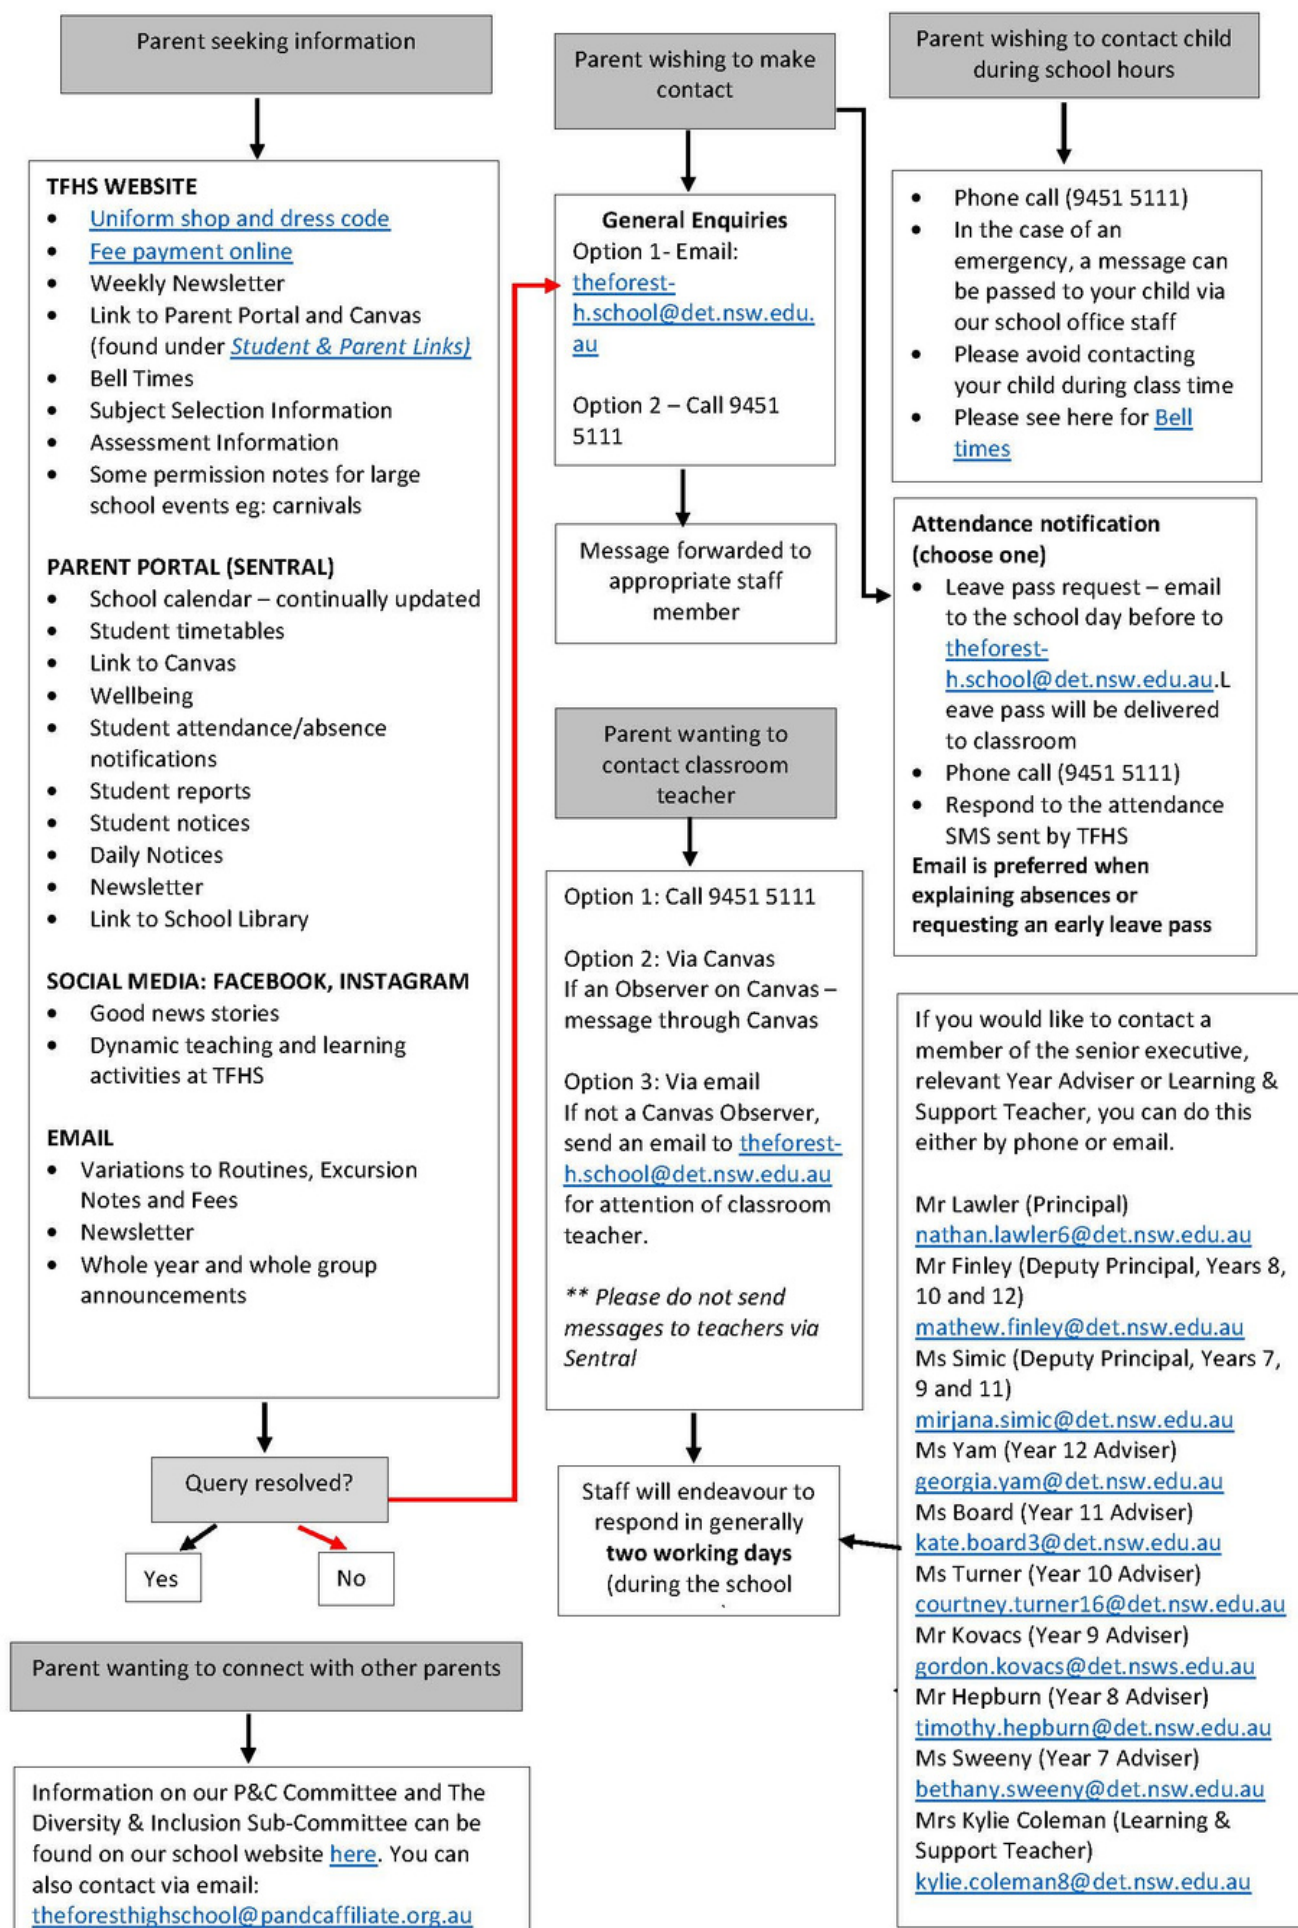 Parent seeking information
TFHS WEBSITE
• Uniform shop and dress code
• Fee payment online
• Weekly Newsletter
• Link to Parent Portal and Canvas
(found under Student & Parent Links)
• Bell Times
• Subject Selection Information
• Assessment Information
• Some permission notes for large
school events eg: carnivals
PARENT PORTAL (SENTRAL)
• School calendar – continually updated
• Student timetables
• Link to Canvas
• Wellbeing
• Student attendance/absence
notifications
• Student reports
• Student notices
• Daily Notices
• Newsletter
• Link to School Library
SOCIAL MEDIA: FACEBOOK, INSTAGRAM
• Good news stories
• Dynamic teaching and learning
activities at TFHS
EMAIL
• Variations to Routines, Excursion
Notes and Fees
• Newsletter
• Whole year and whole group
announcements
Query resolved?
Yes
No
Parent wanting to connect with other parents
Information on our P&C Committee and The
Diversity & Inclusion Sub-Committee can be
found on our school website here. You can
also contact via email:
theforesthighschool@pandcaffiliate.org.au
Parent wishing to make
contact
General Enquiries
Option 1- Email:
theforest-
h.school@det.nsw.edu.
au
Option 2 – Call 9451
5111
Message forwarded to
appropriate staff
member
Parent wanting to
contact classroom
teacher
Option 1: Call 9451 5111
Option 2: Via Canvas
If an Observer on Canvas –
message through Canvas
Option 3: Via email
If not a Canvas Observer,
send an email to theforest-
h.school@det.nsw.edu.au
for attention of classroom
teacher.
** Please do not send
messages to teachers via
Sentral
Staff will endeavour to
respond in generally
two working days
(during the school
Parent wishing to contact child
during school hours
• Phone call (9451 5111)
• In the case of an
emergency, a message can
be passed to your child via
our school office staff
• Please avoid contacting
your child during class time
• Please see here for Bell
times
Attendance notification
(choose one)
• Leave pass request – email
to the school day before to
theforest-
h.school@det.nsw.edu.au.L
eave pass will be delivered
to classroom
• Phone call (9451 5111)
• Respond to the attendance
SMS sent by TFHS
Email is preferred when
explaining absences or
requesting an early leave pass
If you would like to contact a
member of the senior executive,
relevant Year Adviser or Learning &
Support Teacher, you can do this
either by phone or email.
Mr Lawler (Principal)
nathan.lawler6@det.nsw.edu.au
Mr Finley (Deputy Principal, Years 8,
10 and 12)
mathew.finley@det.nsw.edu.au
Ms Simic (Deputy Principal, Years 7,
9 and 11)
mirjana.simic@det.nsw.edu.au
Ms Yam (Year 12 Adviser)
georgia.yam@det.nsw.edu.au
Ms Board (Year 11 Adviser)
kate.board3@det.nsw.edu.au
Ms Turner (Year 10 Adviser)
courtney.turner16@det.nsw.edu.au
Mr Kovacs (Year 9 Adviser)
gordon.kovacs@det.nsws.edu.au
Mr Hepburn (Year 8 Adviser)
timothy.hepburn@det.nsw.edu.au
Ms Sweeny (Year 7 Adviser)
bethany.sweeny@det.nsw.edu.au
Mrs Kylie Coleman (Learning &
Support Teacher)
kylie.coleman8@det.nsw.edu.au